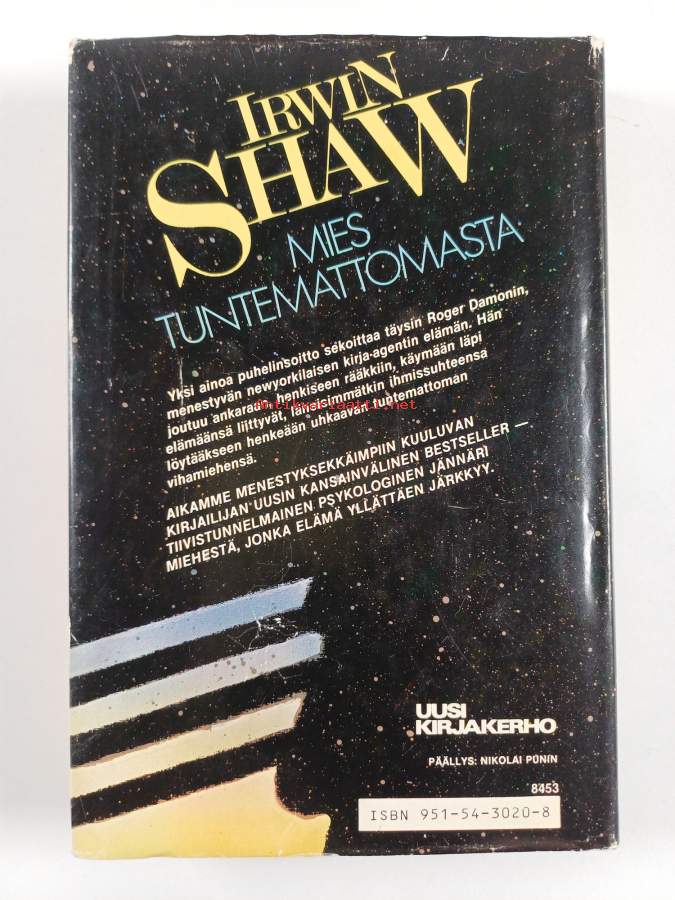 IRWIN
SHAW
MIES
TUNTEMATTOMASTA
Yksi ainoa puhelinsoitto sekoittaa täysin Roger Damonin,
menestyvän newyorkilaisen kirja-agentin elämän. Hän
joutuu ankaraan henkiseen rääkkiin, käymään läpi
elämäänsä liittyvät, ihmissuhteensa
löytääkseen henkeään uhkaavan tuntemattoman
vihamiehensä.
Antikvariaatti.net
AIKAMME MENESTYKSEKKÄIMPIIN KUULUVAN
KIRJAILIJAN UUSIN KANSAINVÄLINEN BESTSELLER —
TIIVISTUNNELMAINEN PSYKOLOGINEN JÄNNÄRI
MIEHESTÄ, JONKA ELÄMÄ YLLÄTTÄEN JÄRKKYY.
UUSI
KIRJAKERHO
PÄÄLLYS: NIKOLAI PUNIN
8453
ISBN 951-54-3020-8